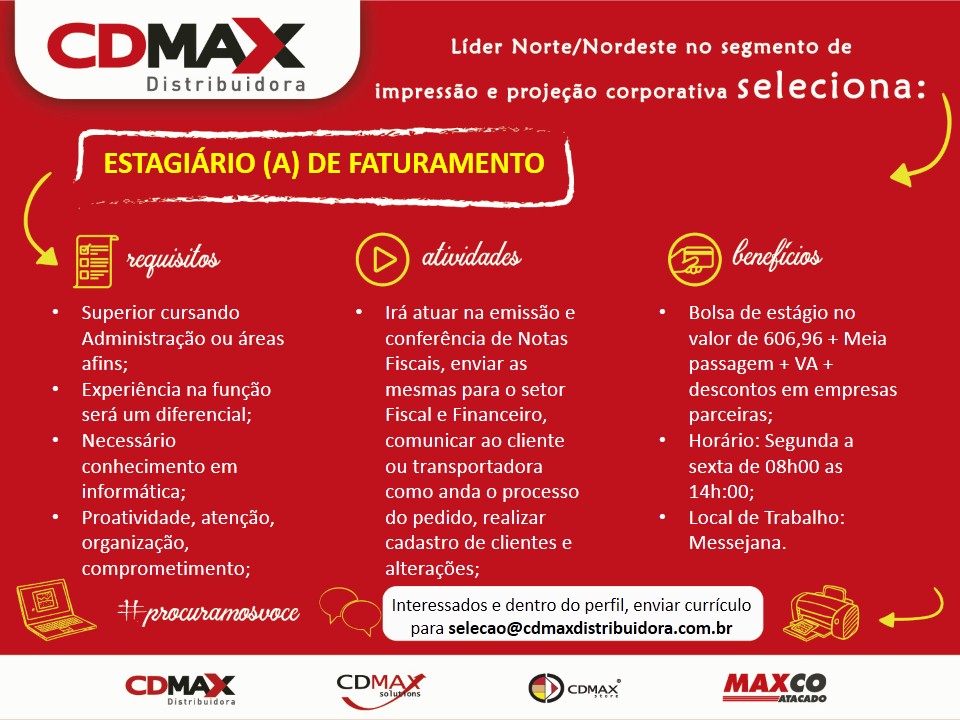 CDMAX
Distribuidora
Líder Norte/Nordeste no segmento de
impressão e projeção corporativa seleciona:
ESTAGIÁRIO (A) DE FATURAMENTO
requisitos
• Superior cursando
Administração ou áreas
afins;
• Experiência na função
será um diferencial;
• Necessário
conhecimento em
informática;
• Proatividade, atenção,
organização,
comprometimento;
atividades
• Irá atuar na emissão e
conferência de Notas
Fiscais, enviar as
mesmas para o setor
Fiscal e Financeiro,
comunicar ao cliente
ou transportadora
como anda o processo
do pedido, realizar
cadastro de clientes e
alterações;
benefícios
• Bolsa de estágio no
valor de 606,96 + Meia
passagem + VA +
descontos em empresas
parceiras;
• Horário: Segunda a
sexta de 08h00 as
14h:00;
• Local de Trabalho:
Messejana.
#procuramosvoce
Interessados e dentro do perfil, enviar currículo
para selecao@cdmaxdistribuidora.com.br
CDMAX
Distribuidora
CDMAX
solutions
CDMAX®
store
MAXCO
ATACADO